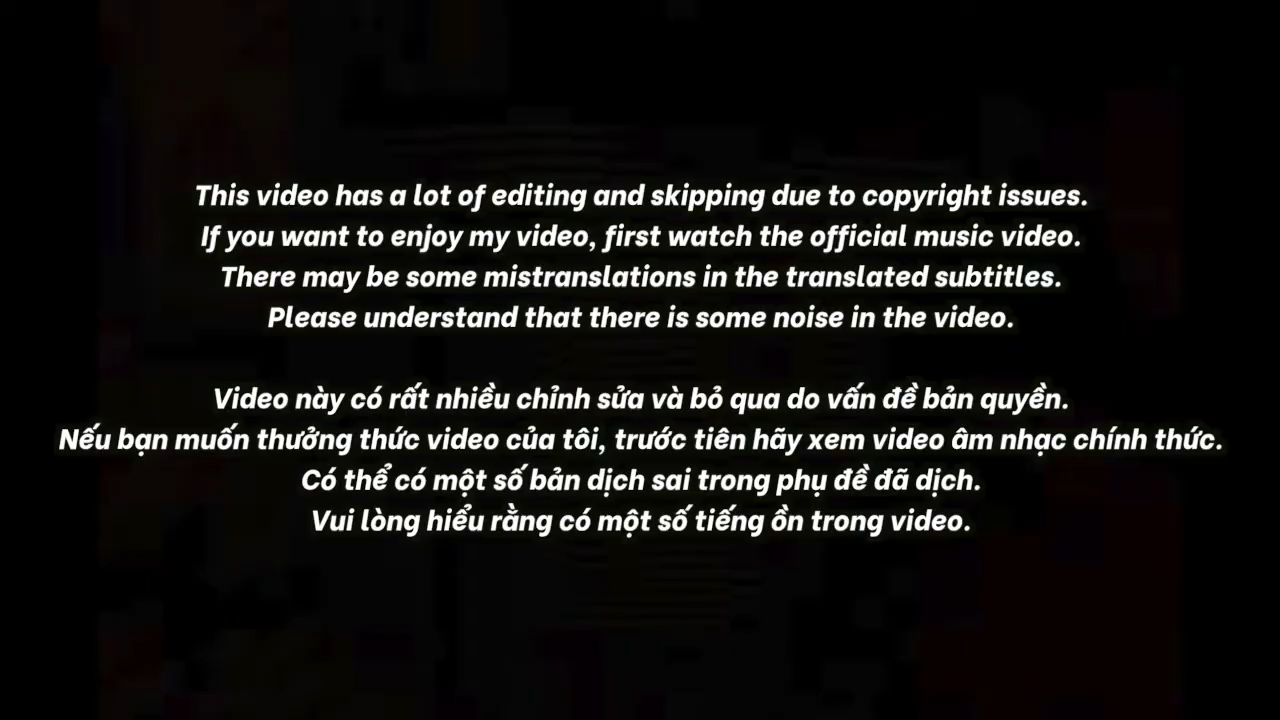 This video has a lot of editing and skipping due to copyright issues.
If you want to enjoy my video, first watch the official music video.
There may be some mistranslations in the translated subtitles.
Please understand that there is some noise in the video.
Video này có rất nhiều chỉnh sửa và bỏ qua do vấn đề bản quyền.
Nếu bạn muốn thưởng thức video của tôi, trước tiên hãy xem video âm nhạc chính thức.
Có thể có một số bản dịch sai trong phụ đề đã dịch.
Vui lòng hiểu rằng có một số tiếng ồn trong video.